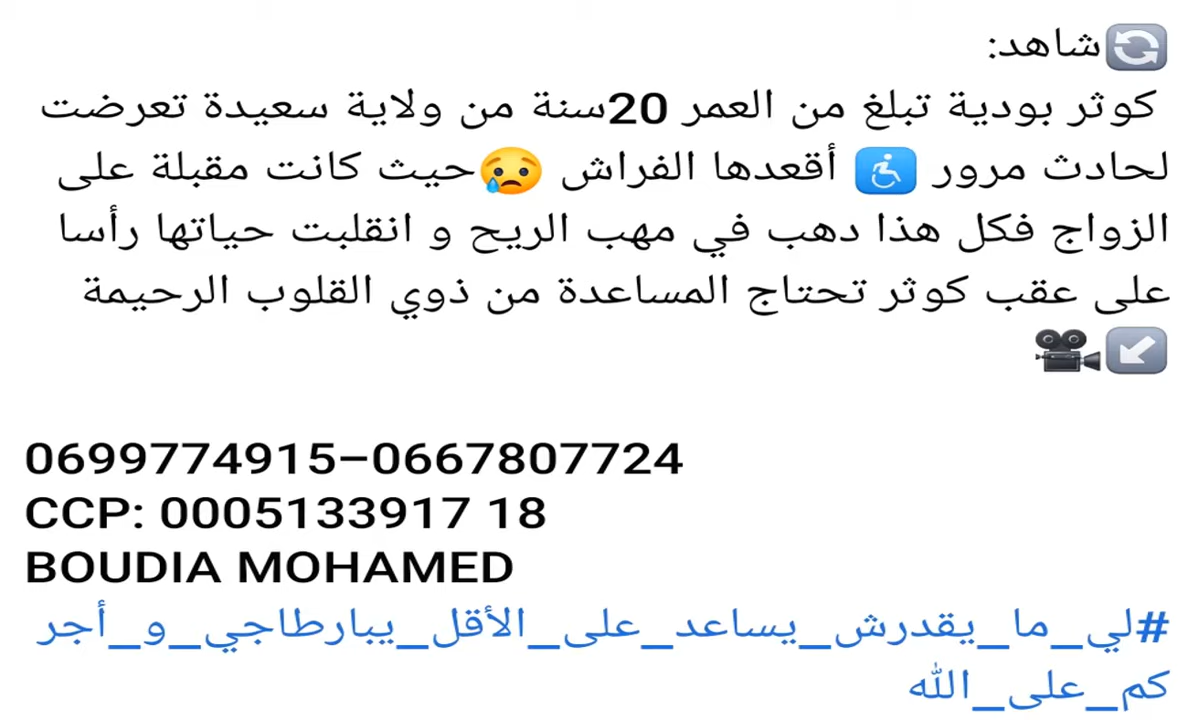 🔄شاهد:
كوثر بودية تبلغ من العمر 20سنة من ولاية سعيدة تعرضت
لحادث مرور ♿ أقعدها الفراش 😢حيث كانت مقبلة على
الزواج فكل هذا دهب في مهب الريح و انقلبت حياتها رأسا
على عقب كوثر تحتاج المساعدة من ذوي القلوب الرحيمة
↙️🎥
0699774915–0667807724
CCP: 0005133917 18
BOUDIA MOHAMED
#لي_ما_يقدرش_يساعد_على_الأقل_يبارطاجي_و_أجر
كم_على_الله